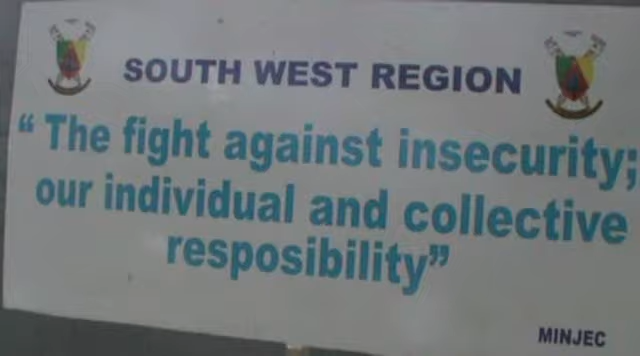 SOUTH WEST REGION
“ The fight against insecurity;
our individual and collective
resposibility”
MINJEC